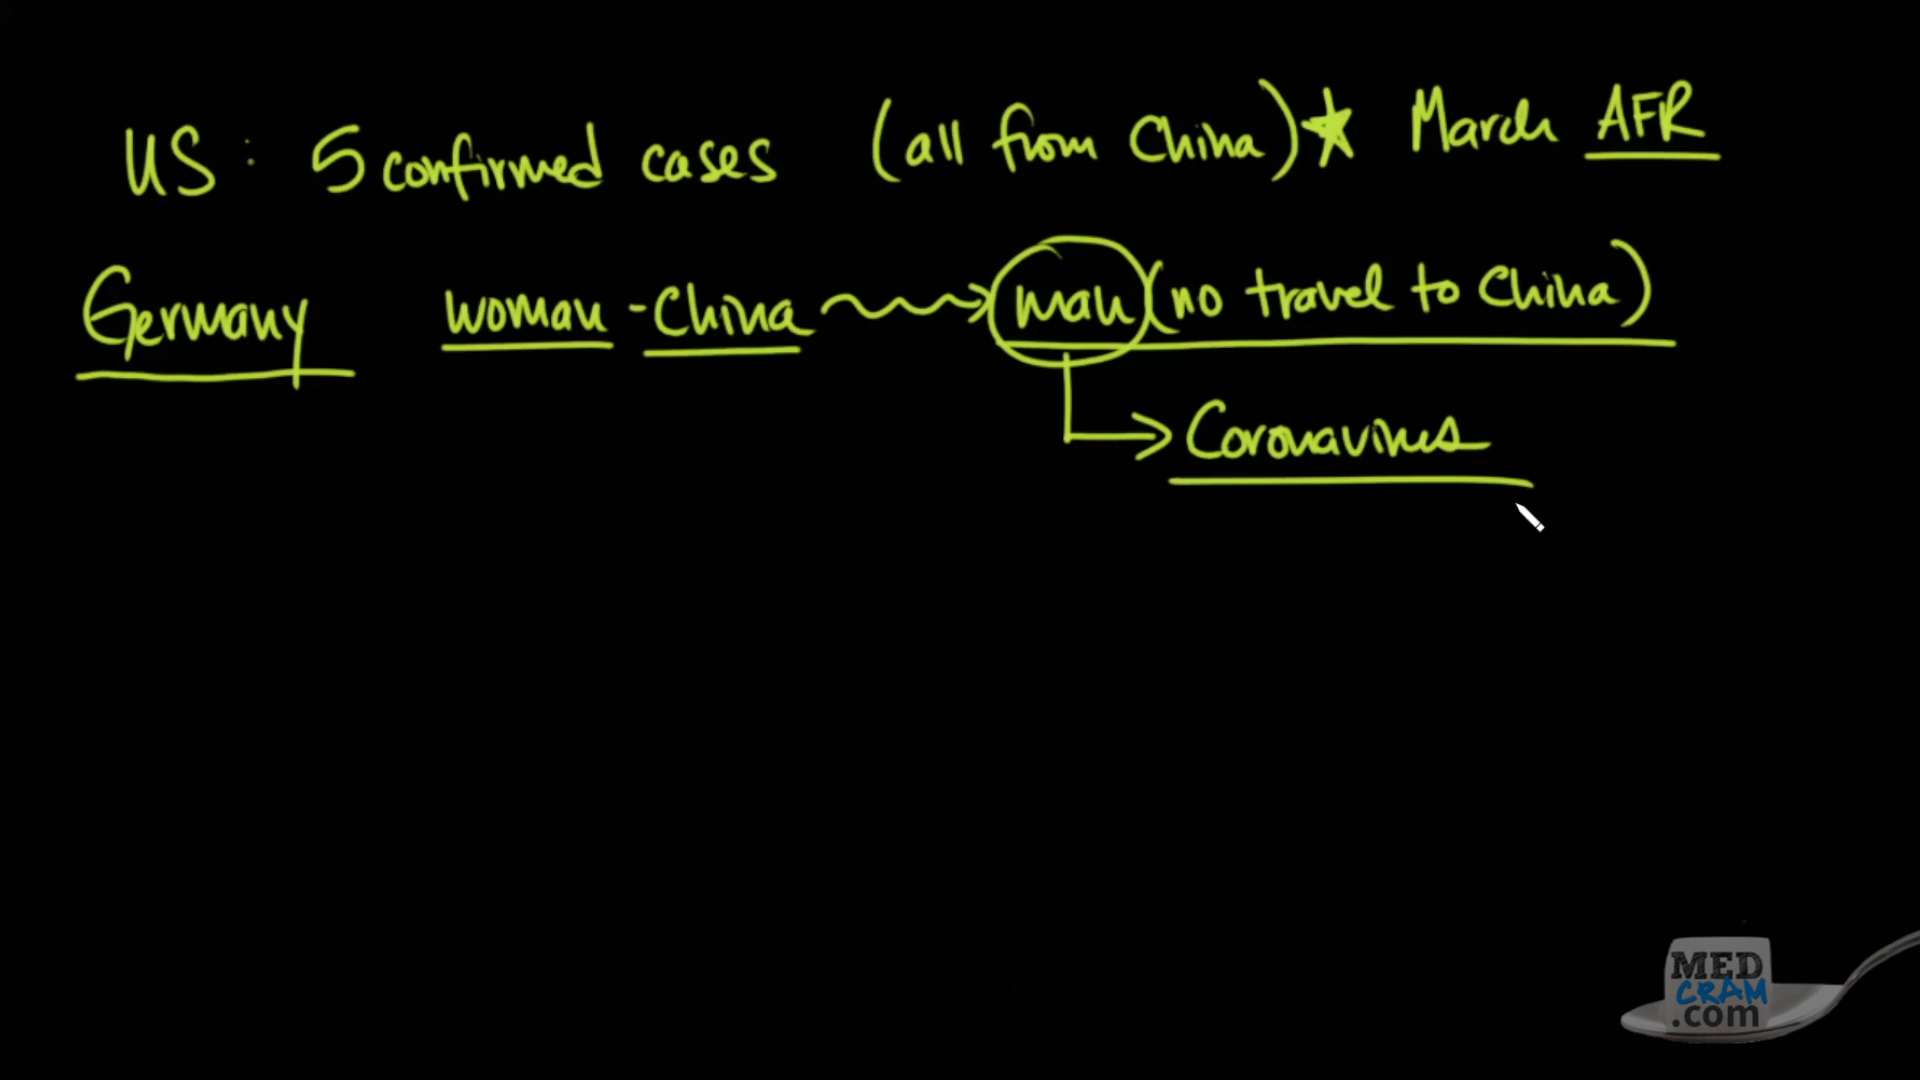 US: 5 confirmed cases (all from China)★ March AFR
Germany woman - China → man (no travel to China)
→ Coronavirus
MED
CRAM
.com